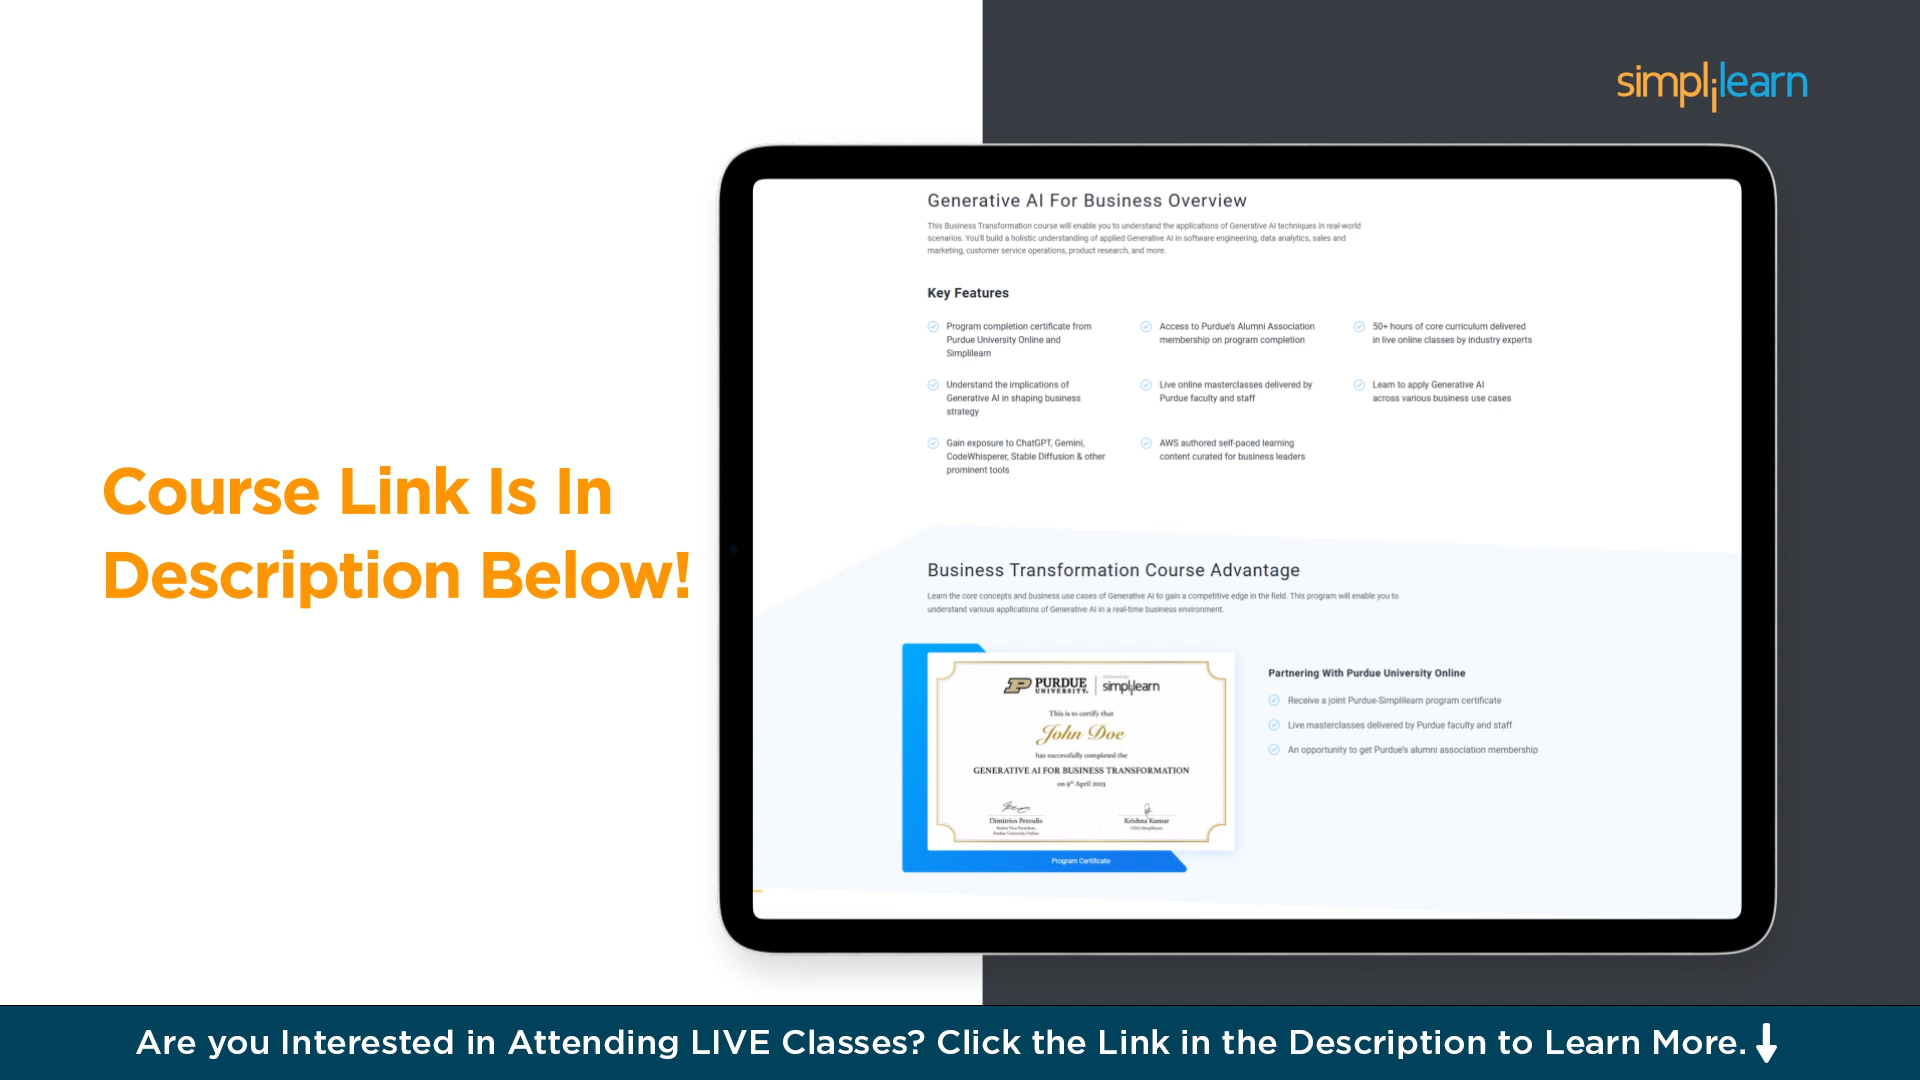 simplilearn
Generative AI For Business Overview
This Business Transformation course will enable you to understand the applications of Generative AI techniques in real-world
scenarios. You'll build a holistic understanding of applied Generative AI in software engineering, data analytics, sales and
marketing, customer service operations, product research, and more.
Key Features
Program completion certificate from
Purdue University Online and
Simplilearn
Access to Purdue's Alumni Association
membership on program completion
50+ hours of core curriculum delivered
in live online classes by industry experts
Understand the implications of
Generative AI in shaping business
strategy
Live online masterclasses delivered by
Purdue faculty and staff
Learn to apply Generative AI
across various business use cases
Gain exposure to ChatGPT, Gemini,
CodeWhisperer, Stable Diffusion & other
prominent tools
AWS authored self-paced learning
content curated for business leaders
Course Link Is In
Description Below!
Business Transformation Course Advantage
Learn the core concepts and business use cases of Generative AI to gain a competitive edge in the field. This program will enable you to
understand various applications of Generative AI in a real-time business environment.
PURDUE
UNIVERSITY.
simplilearn
This is to certify that
John Doe
has successfully completed the
GENERATIVE AI FOR BUSINESS TRANSFORMATION
on 9th April 2023
Dimitrios Peroulis
Senior Vice President,
Purdue University Online
Krishna Kumar
CEO, Simplilearn
Program Certificate
Partnering With Purdue University Online
Receive a joint Purdue-Simplilearn program certificate
Live masterclasses delivered by Purdue faculty and staff
An opportunity to get Purdue's alumni association membership
Are you Interested in Attending LIVE Classes? Click the Link in the Description to Learn More.